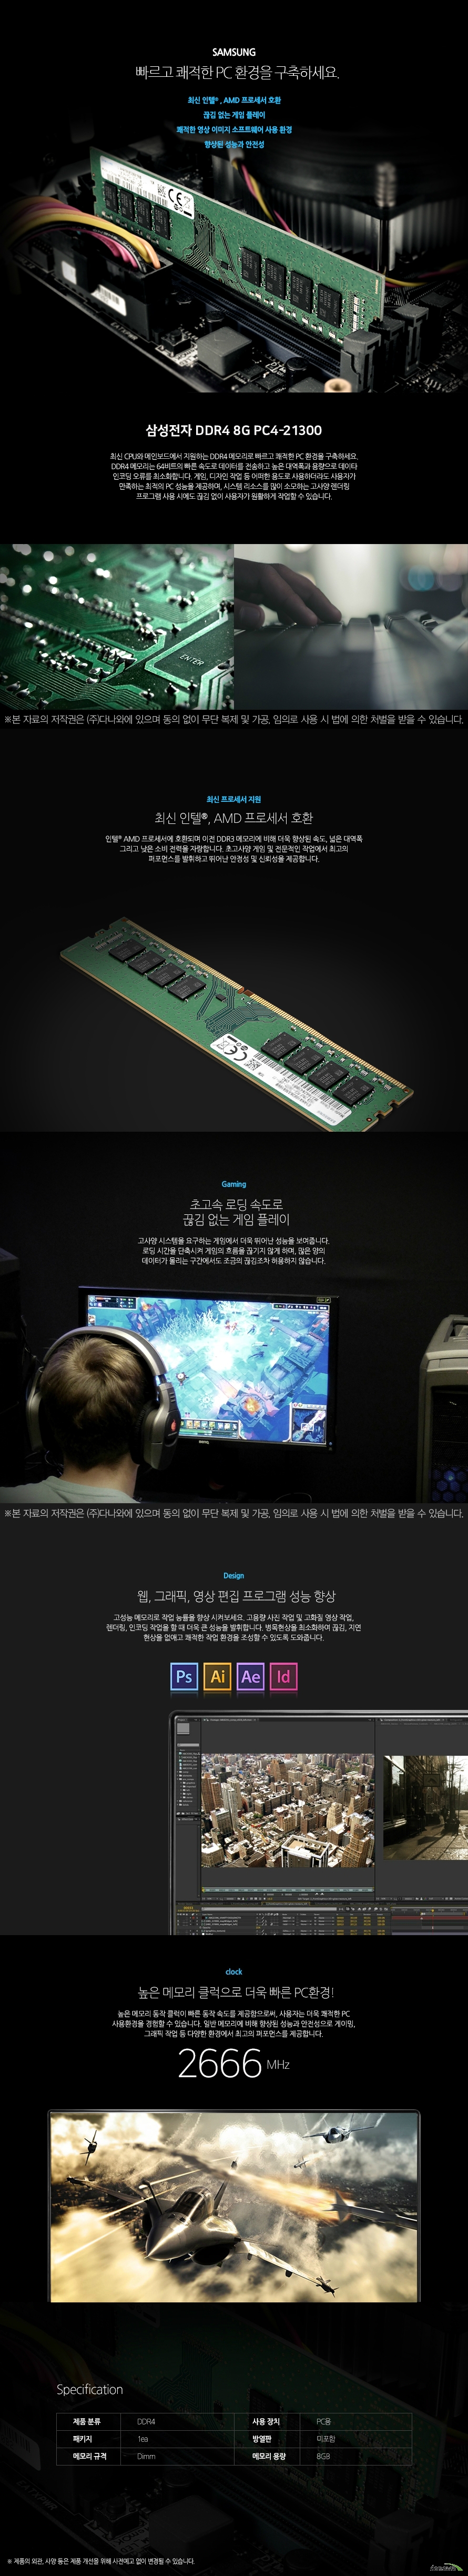 SAMSUNG
빠르고 쾌적한 PC 환경을 구축하세요.
최신 인텔®, AMD 프로세서 호환
끊김 없는 게임 플레이
쾌적한 영상 이미지 소프트웨어 사용 환경
향상된 성능과 안전성
삼성전자 DDR4 8G PC4-21300
최신 CPU와 메인보드에서 지원하는 DDR4 메모리로 빠르고 쾌적한 PC 환경을 구축하세요.
DDR4 메모리는 64비트의 빠른 속도로 데이터를 전송하고 높은 대역폭과 용량으로 데이타
인코딩 오류를 최소화합니다. 게임, 디자인 작업 등 어떠한 용도로 사용하더라도 사용자가
만족하는 최적의 PC 성능을 제공하며, 시스템 리소스를 많이 소모하는 고사양 렌더링
프로그램 사용 시에도 끊김 없이 사용자가 원활하게 작업할 수 있습니다.
ENTER
※본 자료의 저작권은 (주)다나와에 있으며 동의 없이 무단 복제 및 가공, 임의로 사용 시 법에 의한 처벌을 받을 수 있습니다.
최신 프로세서 지원
최신 인텔®, AMD 프로세서 호환
인텔® AMD 프로세서에 호환되며 이전 DDR3 메모리에 비해 더욱 향상된 속도, 넓은 대역폭
그리고 낮은 소비 전력을 자랑합니다. 초고사양 게임 및 전문적인 작업에서 최고의
퍼포먼스를 발휘하고 뛰어난 안정성 및 신뢰성을 제공합니다.
Gaming
초고속 로딩 속도로
끊김 없는 게임 플레이
고사양 시스템을 요구하는 게임에서 더욱 뛰어난 성능을 보여줍니다.
로딩 시간을 단축시켜 게임의 흐름을 끊기지 않게 하며, 많은 양의
데이터가 몰리는 구간에서도 조금의 끊김조차 허용하지 않습니다.
※본 자료의 저작권은 (주)다나와에 있으며 동의 없이 무단 복제 및 가공, 임의로 사용 시 법에 의한 처벌을 받을 수 있습니다.
Design
웹, 그래픽, 영상 편집 프로그램 성능 향상
고성능 메모리로 작업 능률을 향상 시켜보세요. 고용량 사진 작업 및 고화질 영상 작업,
렌더링, 인코딩 작업을 할 때 더욱 큰 성능을 발휘합니다. 병목현상을 최소화하여 끊김, 지연
현상을 없애고 쾌적한 작업 환경을 조성할 수 있도록 도와줍니다.
Ps Ai Ae Id
clock
높은 메모리 클럭으로 더욱 빠른 PC환경!
높은 메모리 동작 클럭이 빠른 동작 속도를 제공함으로써, 사용자는 더욱 쾌적한 PC
사용환경을 경험할 수 있습니다. 일반 메모리에 비해 향상된 성능과 안전성으로, 게이밍,
그래픽 작업 등 다양한 환경에서 최고의 퍼포먼스를 제공합니다.
2666 MHz
Specification
제품 분류 DDR4 사용 장치 PC용
패키지 1ea 방열판 미포함
메모리 규격 Dimm 메모리 용량 8GB
※ 제품의 외관, 사양 등은 제품 개선을 위해 사전예고 없이 변경될 수 있습니다.